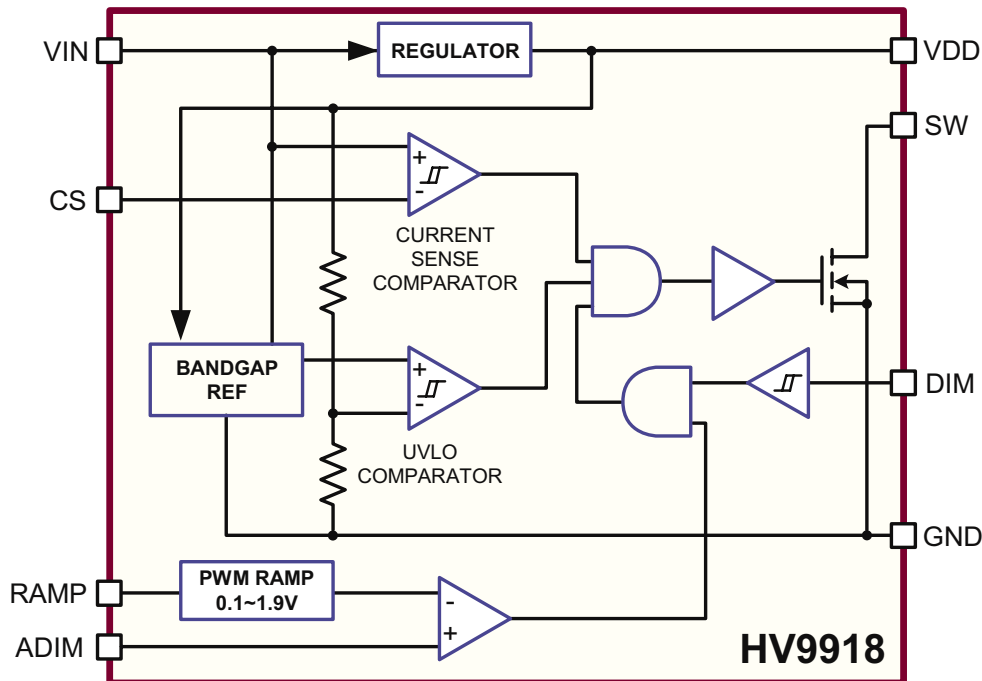 VIN
REGULATOR
VDD
SW
+
-
CS
CURRENT
SENSE
COMPARATOR
BANDGAP
REF
+
-
DIM
UVLO
COMPARATOR
GND
RAMP
PWM RAMP
0.1~1.9V
-
+
ADIM
HV9918